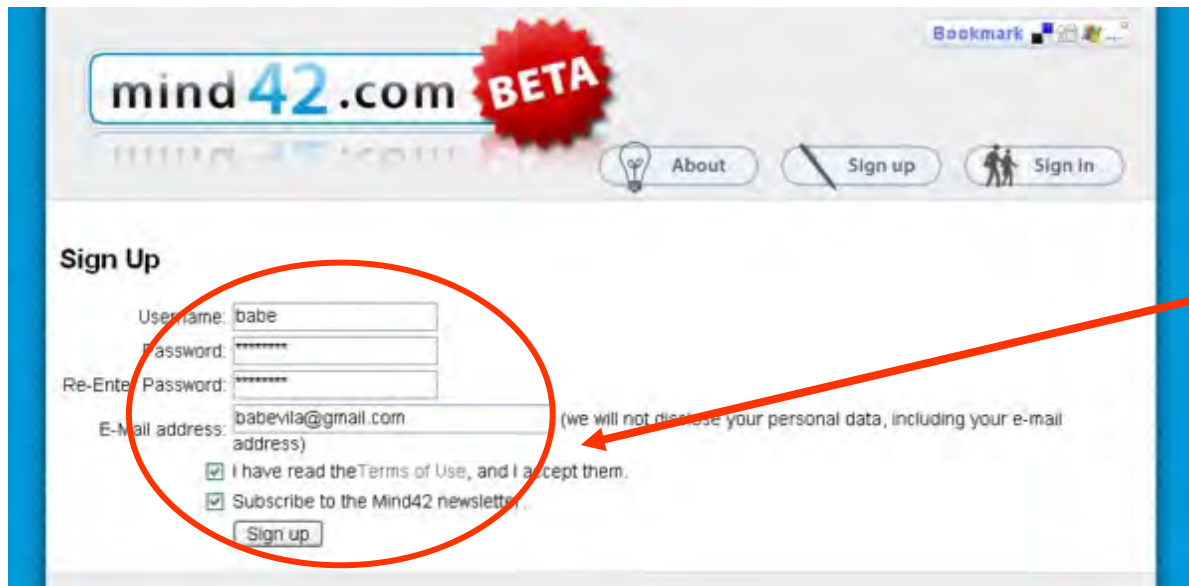 Bookmark
mind 42 .com BETA
About Sign up Sign in
Sign Up
Username: babe
Password: ********
Re-Enter Password: ********
E-Mail address: babevila@gmail.com (we will not disclose your personal data, including your e-mail
address)
I have read theTerms of Use, and I accept them.
Subscribe to the Mind42 newsletter.
Sign up